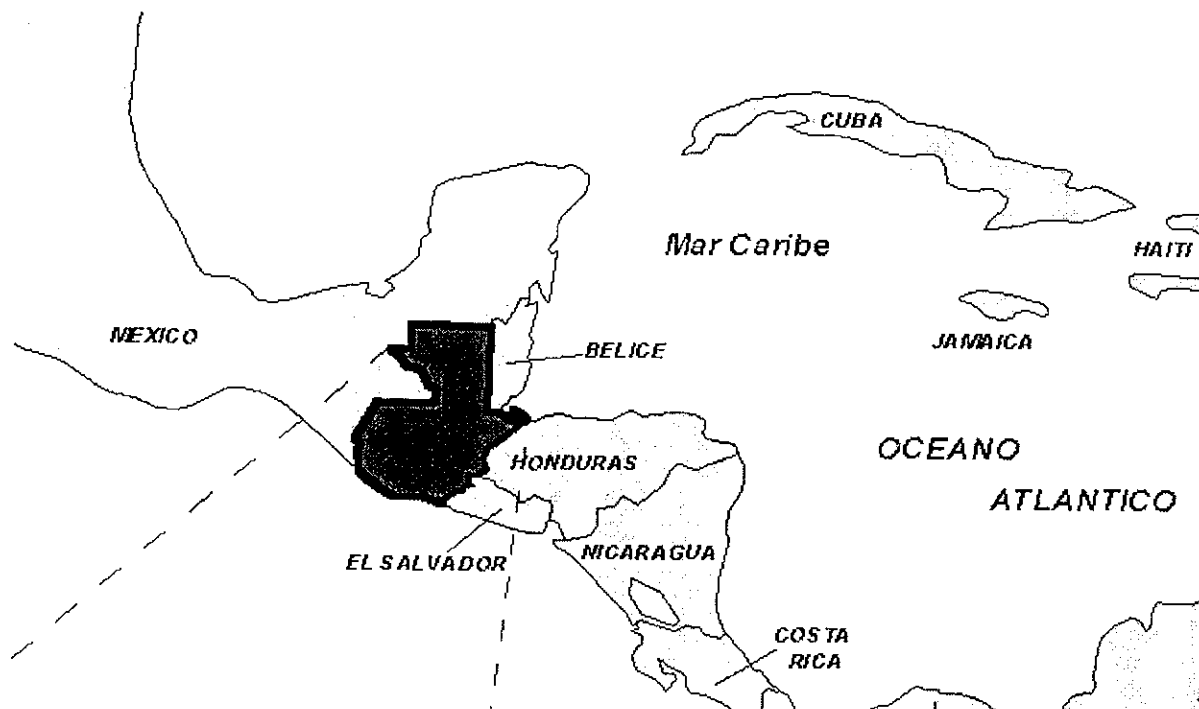 CUBA
Mar Caribe
HAITI
MEXICO
BELICE
JAMAICA
HONDURAS
OCEANO
ATLANTICO
EL SALVADOR
NICARAGUA
COSTA
RICA